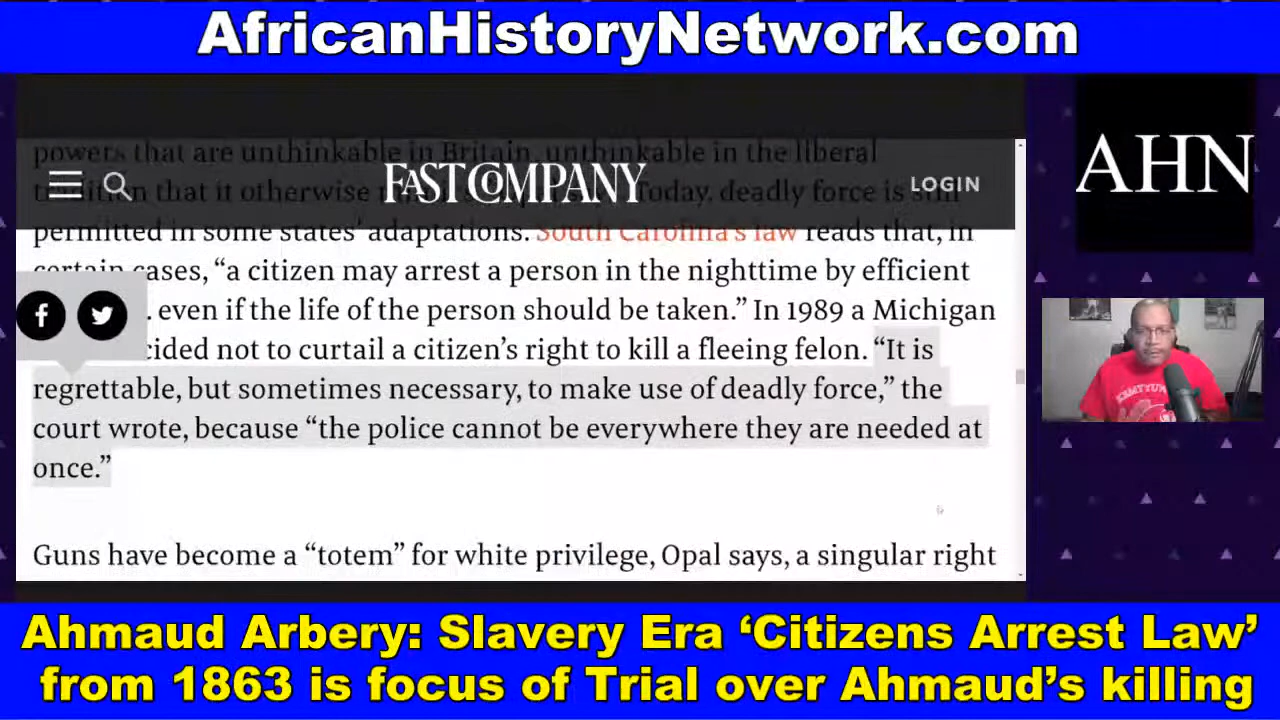 AfricanHistoryNetwork.com
powers that are unthinkable in Britain, unthinkable in the liberal
FAST COMPANY
LOGIN
that it otherwise Today, deadly force is still
permitted in some states’ adaptations. South Carolina’s law reads that, in
certain cases, “a citizen may arrest a person in the nighttime by efficient
. even if the life of the person should be taken.” In 1989 a Michigan
cided not to curtail a citizen’s right to kill a fleeing felon. “It is
regrettable, but sometimes necessary, to make use of deadly force,” the
court wrote, because “the police cannot be everywhere they are needed at
once.”
Guns have become a “totem” for white privilege, Opal says, a singular right
AHN
Ahmaud Arbery: Slavery Era ‘Citizens Arrest Law’
from 1863 is focus of Trial over Ahmaud’s killing